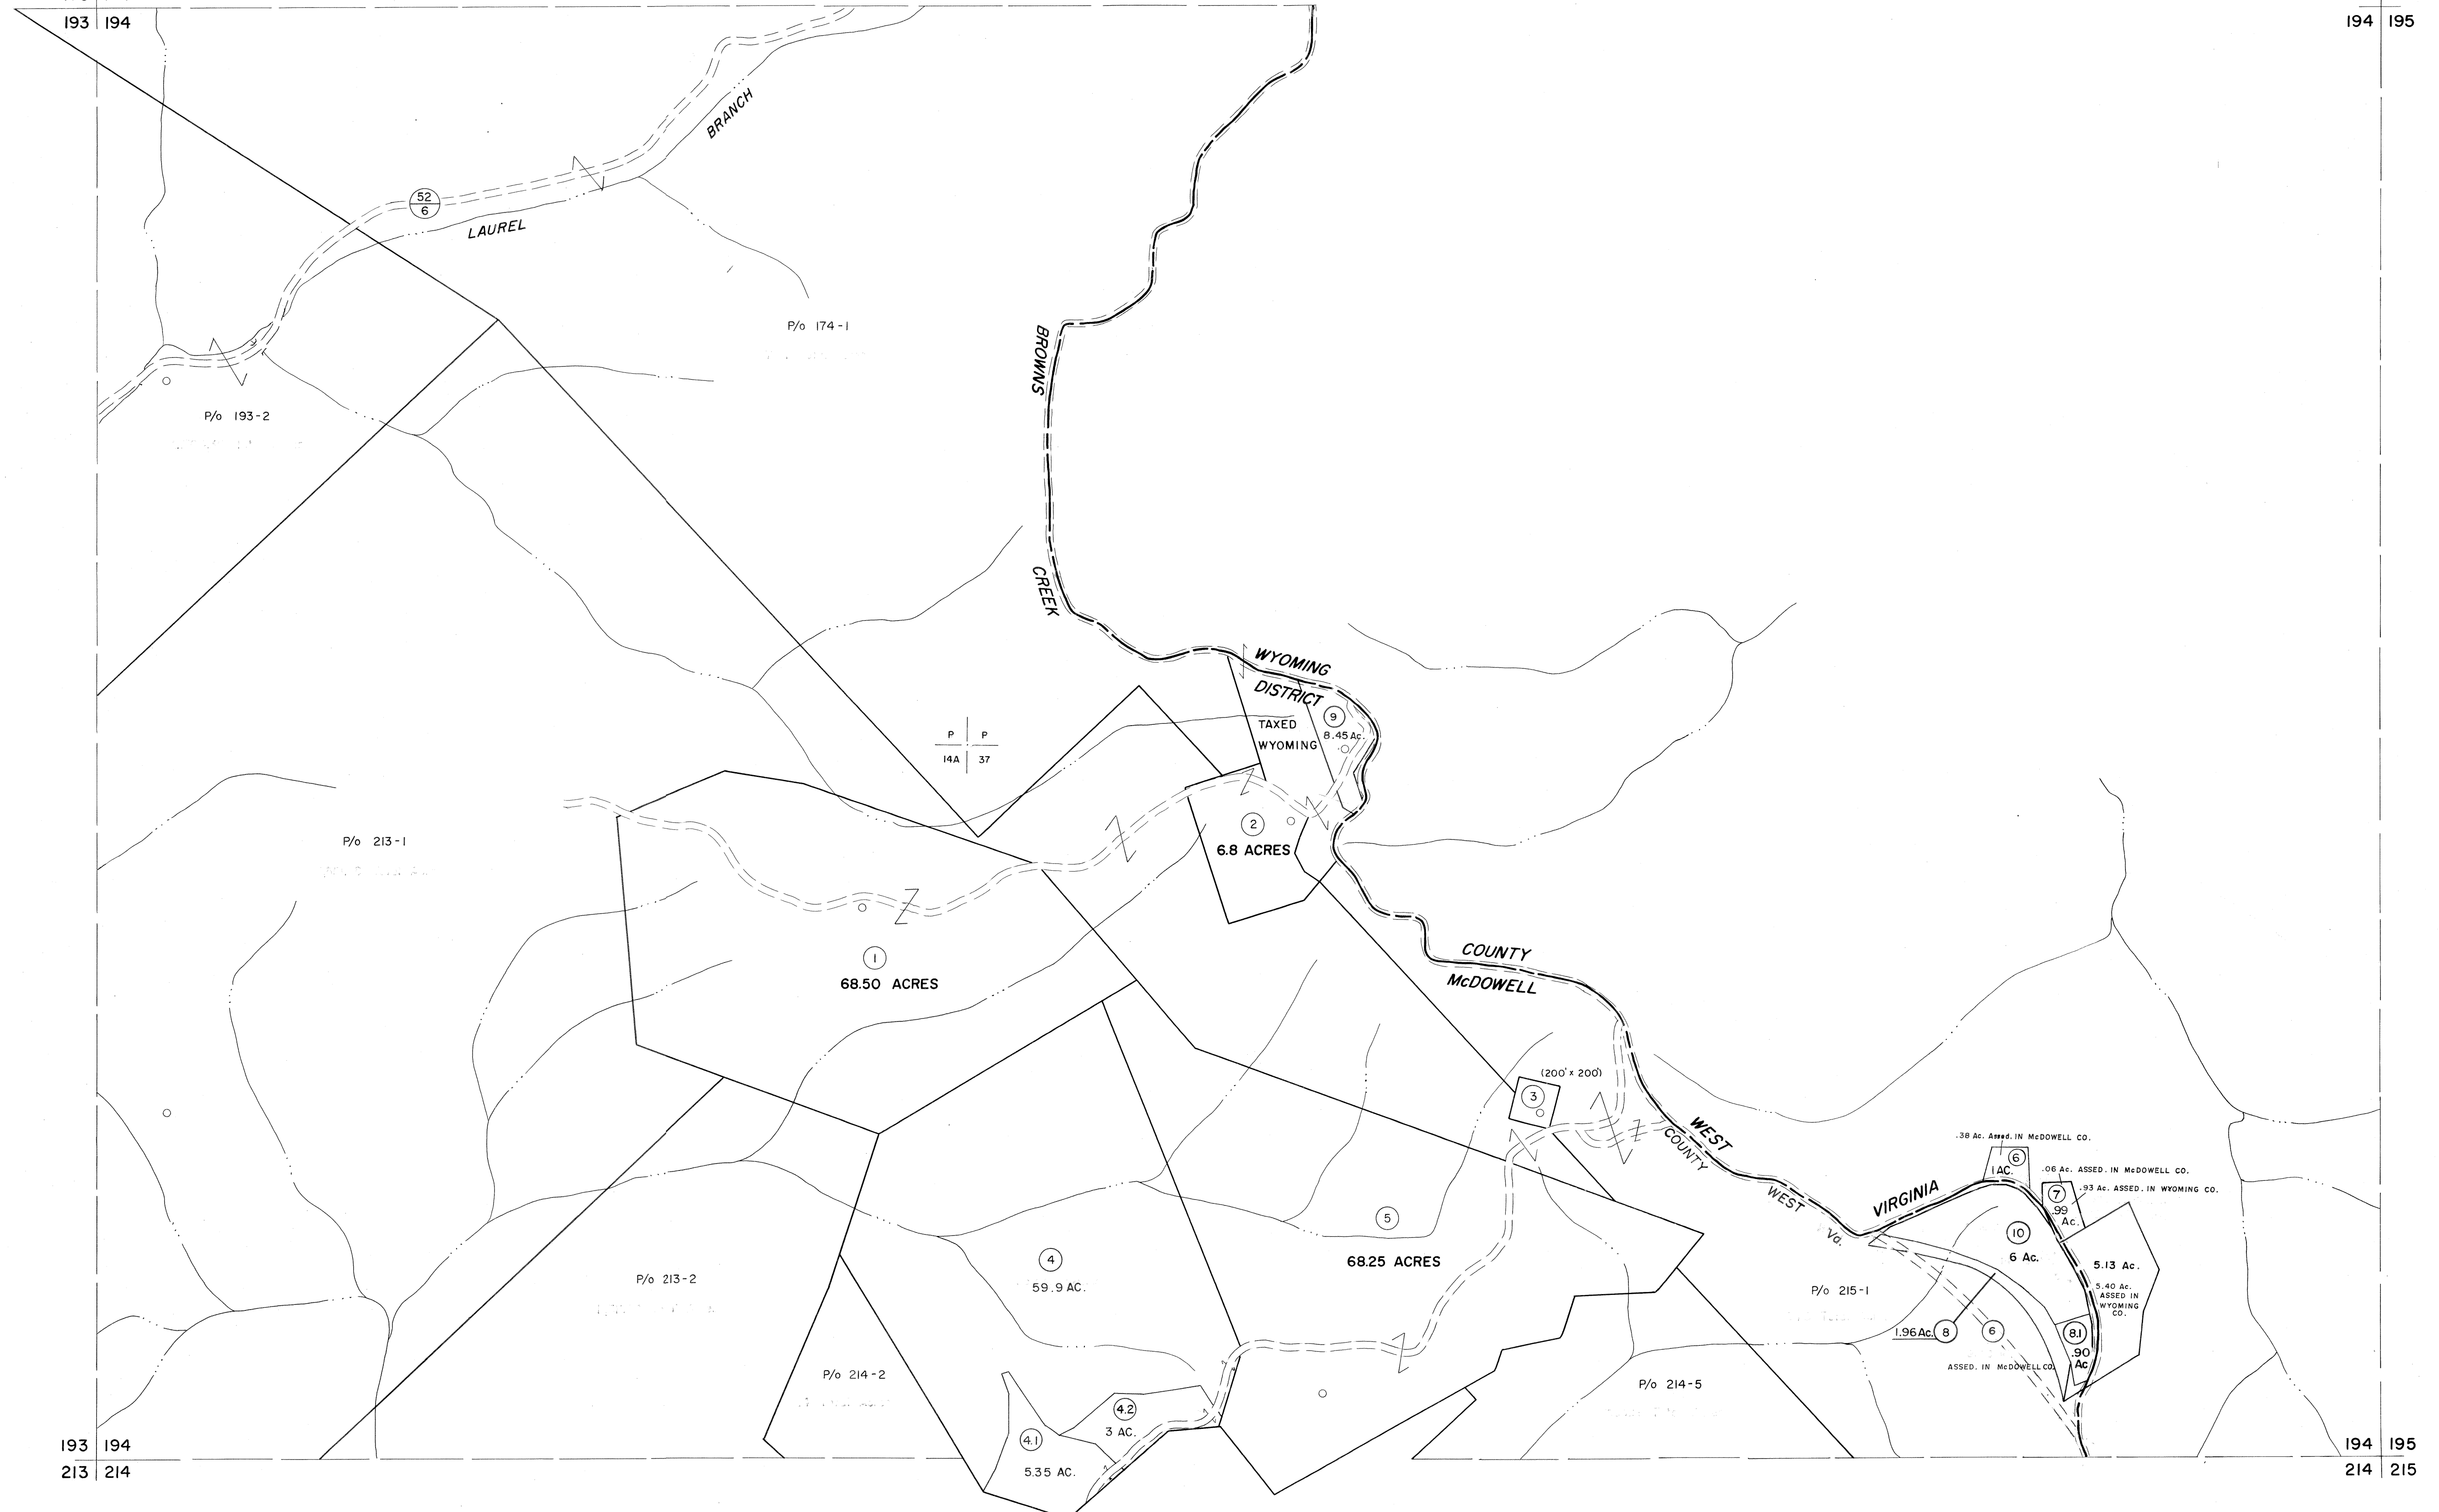 193 194
194 195
BRANCH
52
6
LAUREL
P/o 174-1
BROWNS
P/o 193-2
CREEK
WYOMING
DISTRICT
TAXED
WYOMING
9
8.45 Ac.
P P
14A 37
2
6.8 ACRES
P/o 213-1
1
68.50 ACRES
COUNTY
McDOWELL
(200' x 200')
3
WEST
COUNTY
WEST
Va.
VIRGINIA
.38 Ac. Assed. IN McDOWELL CO.
6
1 AC.
.06 Ac. ASSED. IN McDOWELL CO.
7
.93 Ac. ASSED. IN WYOMING CO.
.99
Ac.
10
6 Ac.
5.13 Ac.
5.40 Ac.
ASSED IN
WYOMING
CO.
5
68.25 ACRES
4
59.9 AC.
P/o 213-2
P/o 215-1
1.96 Ac. 8
6
8.1
.90
Ac
ASSED. IN McDOWELL CO.
P/o 214-2
P/o 214-5
4.2
3 AC.
4.1
5.35 AC.
193 194
213 214
194 195
214 215